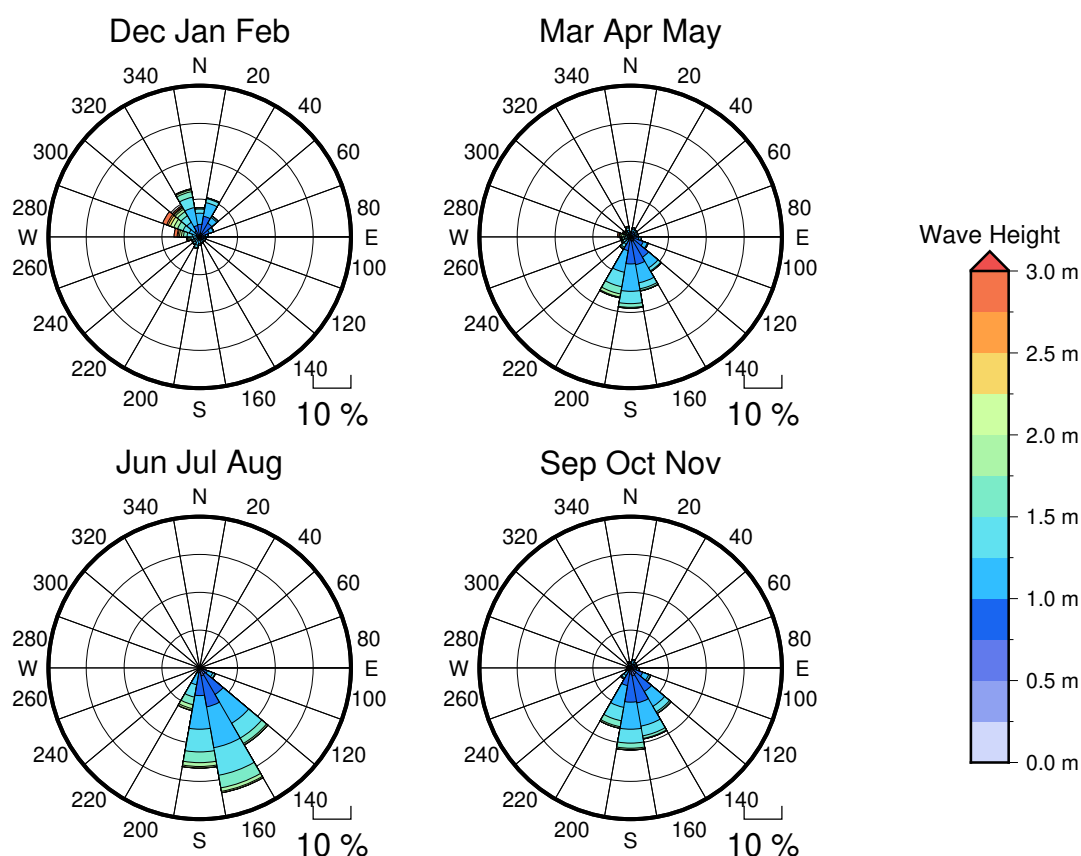 Dec Jan Feb
N
340 20
320 40
300 60
280 80
W E
260 100
240 120
220 140
200 160
S
10 %
Mar Apr May
N
340 20
320 40
300 60
280 80
W E
260 100
240 120
220 140
200 160
S
10 %
Jun Jul Aug
N
340 20
320 40
300 60
280 80
W E
260 100
240 120
220 140
200 160
S
10 %
Sep Oct Nov
N
340 20
320 40
300 60
280 80
W E
260 100
240 120
220 140
200 160
S
10 %
Wave Height
3.0 m
2.5 m
2.0 m
1.5 m
1.0 m
0.5 m
0.0 m